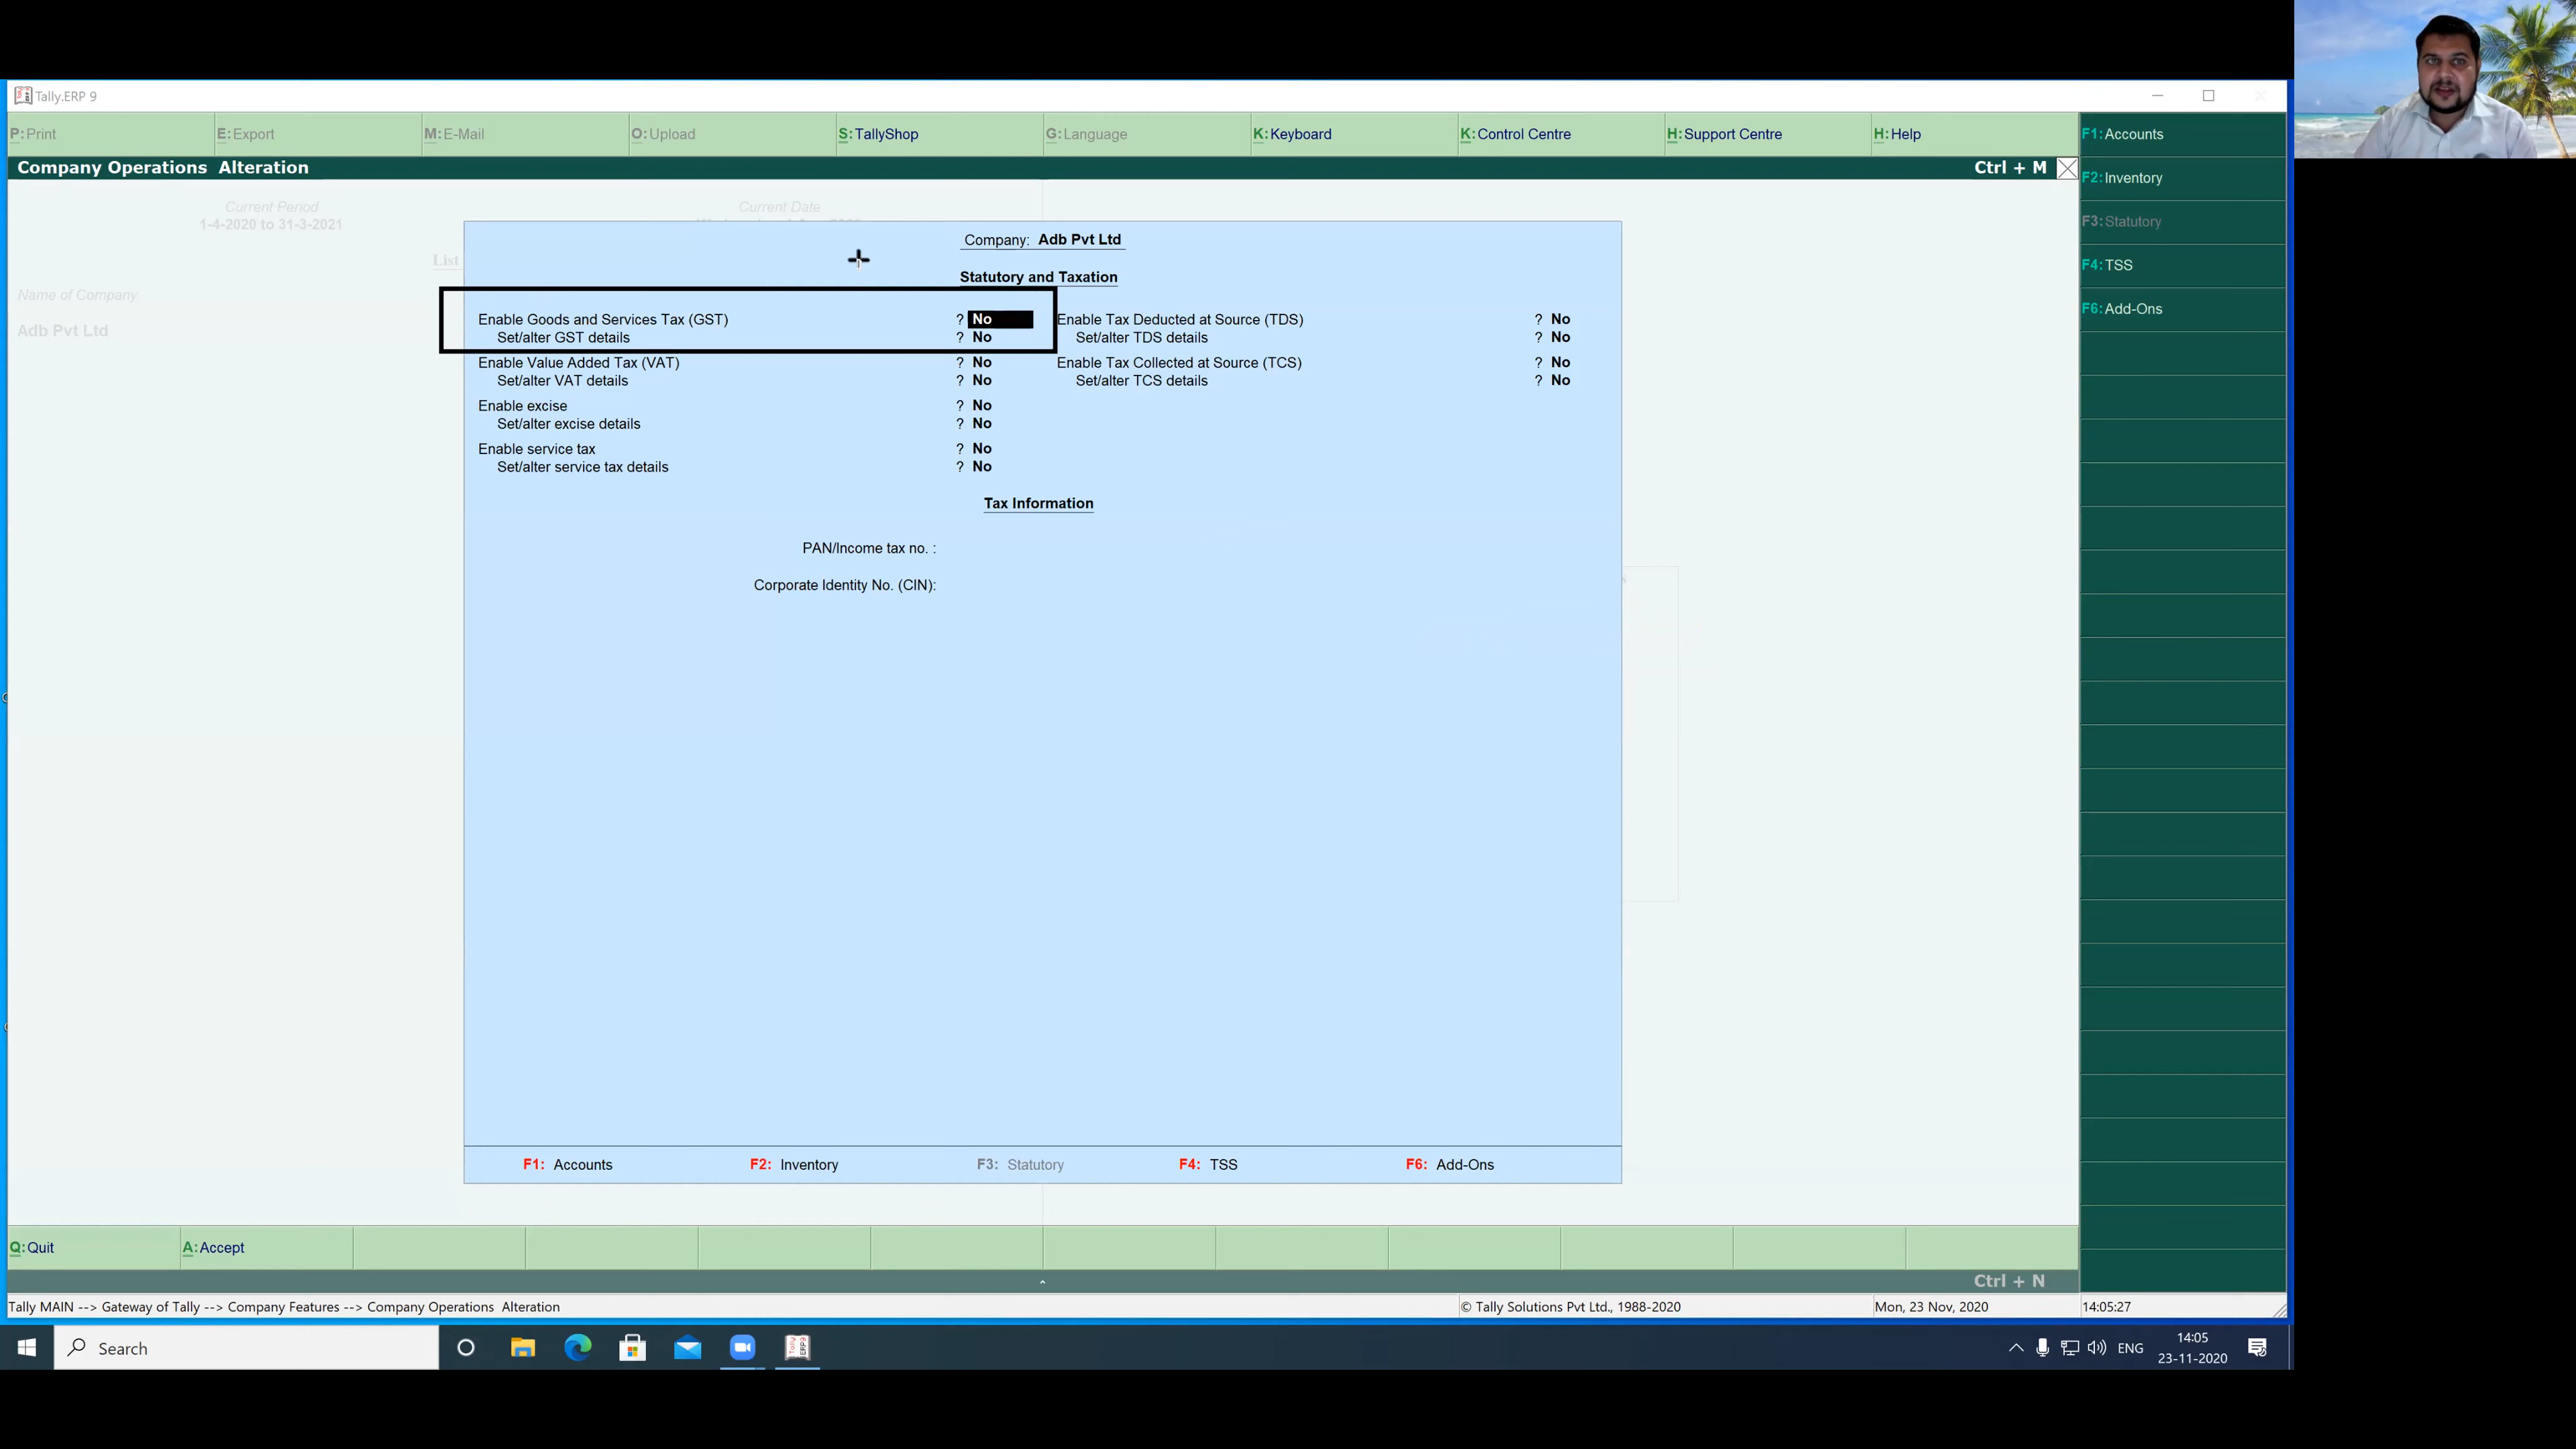 Tally.ERP 9
P: Print E: Export M: E-Mail O: Upload S: TallyShop G: Language K: Keyboard K: Control Centre H: Support Centre H: Help
Company Operations Alteration Ctrl + M
F1: Accounts
F2: Inventory
F3: Statutory
F4: TSS
F6: Add-Ons
Current Period
1-4-2020 to 31-3-2021
Current Date
List
Name of Company
Adb Pvt Ltd
Company: Adb Pvt Ltd
Statutory and Taxation
Enable Goods and Services Tax (GST) ? No
Set/alter GST details ? No
Enable Value Added Tax (VAT) ? No
Set/alter VAT details ? No
Enable excise ? No
Set/alter excise details ? No
Enable service tax ? No
Set/alter service tax details ? No
Enable Tax Deducted at Source (TDS) ? No
Set/alter TDS details ? No
Enable Tax Collected at Source (TCS) ? No
Set/alter TCS details ? No
Tax Information
PAN/Income tax no. :
Corporate Identity No. (CIN):
F1: Accounts F2: Inventory F3: Statutory F4: TSS F6: Add-Ons
Q: Quit A: Accept
Ctrl + N
Tally MAIN --> Gateway of Tally --> Company Features --> Company Operations Alteration © Tally Solutions Pvt Ltd., 1988-2020 Mon, 23 Nov, 2020 14:05:27
Search ENG 14:05
23-11-2020